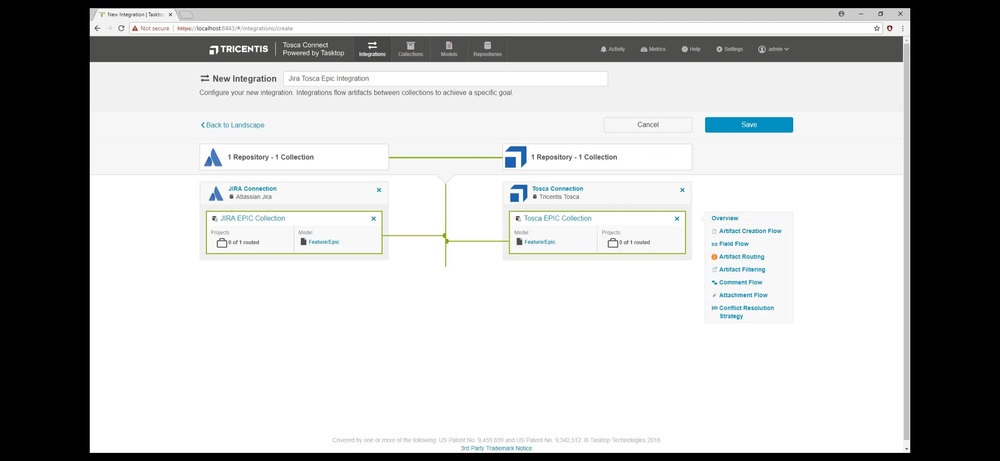 New Integration | Taskto
Not secure
https://localhost:8443/#/integrations/create
TRICENTIS
Tosca Connect
Powered by Tasktop
Integrations
Collections
Models
Repositories
Activity
Metrics
Help
Settings
admin
New Integration
Jira Tosca Epic Integration
Configure your new integration. Integrations flow artifacts between collections to achieve a specific goal.
Back to Landscape
Cancel
Save
1 Repository - 1 Collection
1 Repository - 1 Collection
JIRA Connection
Atlassian Jira
JIRA EPIC Collection
Projects
0 of 1 routed
Model
Feature/Epic
Tosca Connection
Tricentis Tosca
Tosca EPIC Collection
Model
Feature/Epic
Projects
0 of 1 routed
Overview
Artifact Creation Flow
Field Flow
Artifact Routing
Artifact Filtering
Comment Flow
Attachment Flow
Conflict Resolution
Strategy
Covered by one or more of the following: US Patent No. 9,459,839 and US Patent No. 9,342,512. © Tasktop Technologies 2018
3rd Party Trademark Notice